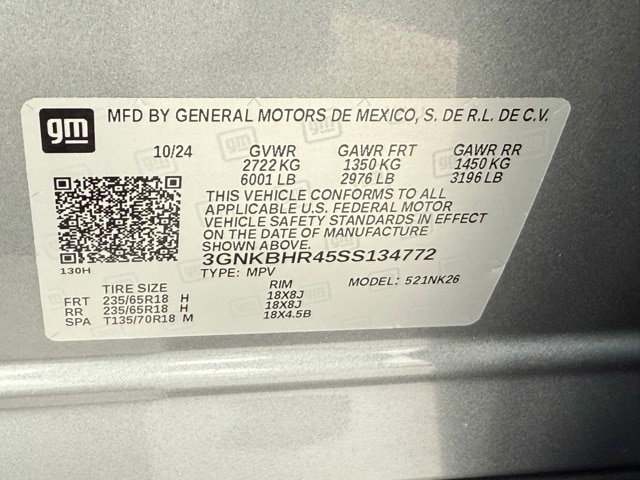 gm MFD BY GENERAL MOTORS DE MEXICO, S. DE R.L. DE C.V.
10/24 GVWR GAWR FRT GAWR RR
2722 KG 1350 KG 1450 KG
6001 LB 2976 LB 3196 LB
THIS VEHICLE CONFORMS TO ALL
APPLICABLE U.S. FEDERAL MOTOR
VEHICLE SAFETY STANDARDS IN EFFECT
ON THE DATE OF MANUFACTURE
SHOWN ABOVE.
3GNKBHR45SS134772
130H TYPE: MPV MODEL: 521NK26
TIRE SIZE RIM
FRT 235/65R18 H 18X8J
RR 235/65R18 H 18X8J
SPA T135/70R18 M 18X4.5B